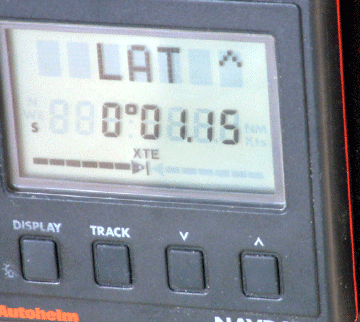 LAT ^
S 0°01.15
XTE
DISPLAY TRACK
Autohelm